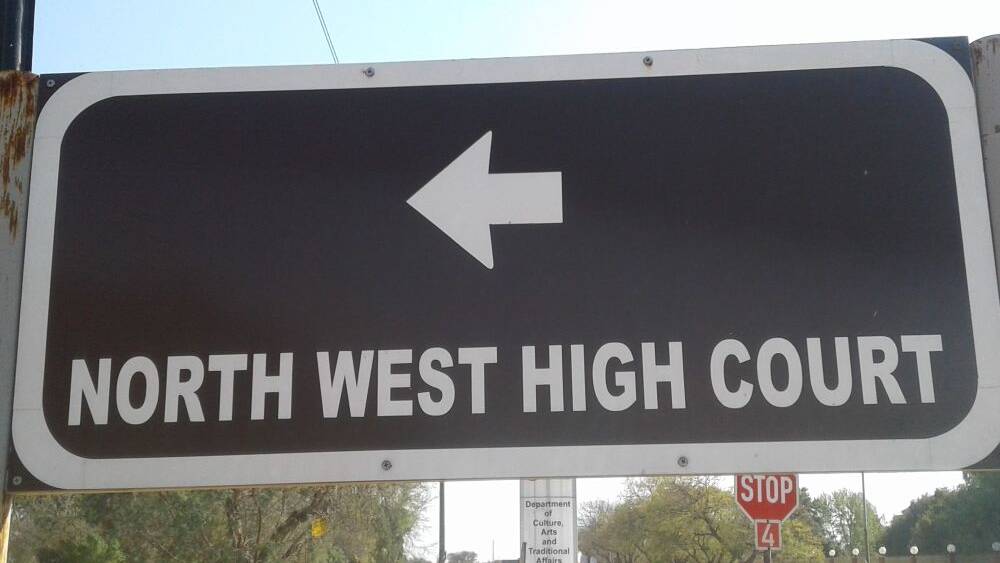 NORTH WEST HIGH COURT
Department
of
Culture,
Arts
and
Traditional
Affairs
STOP
4